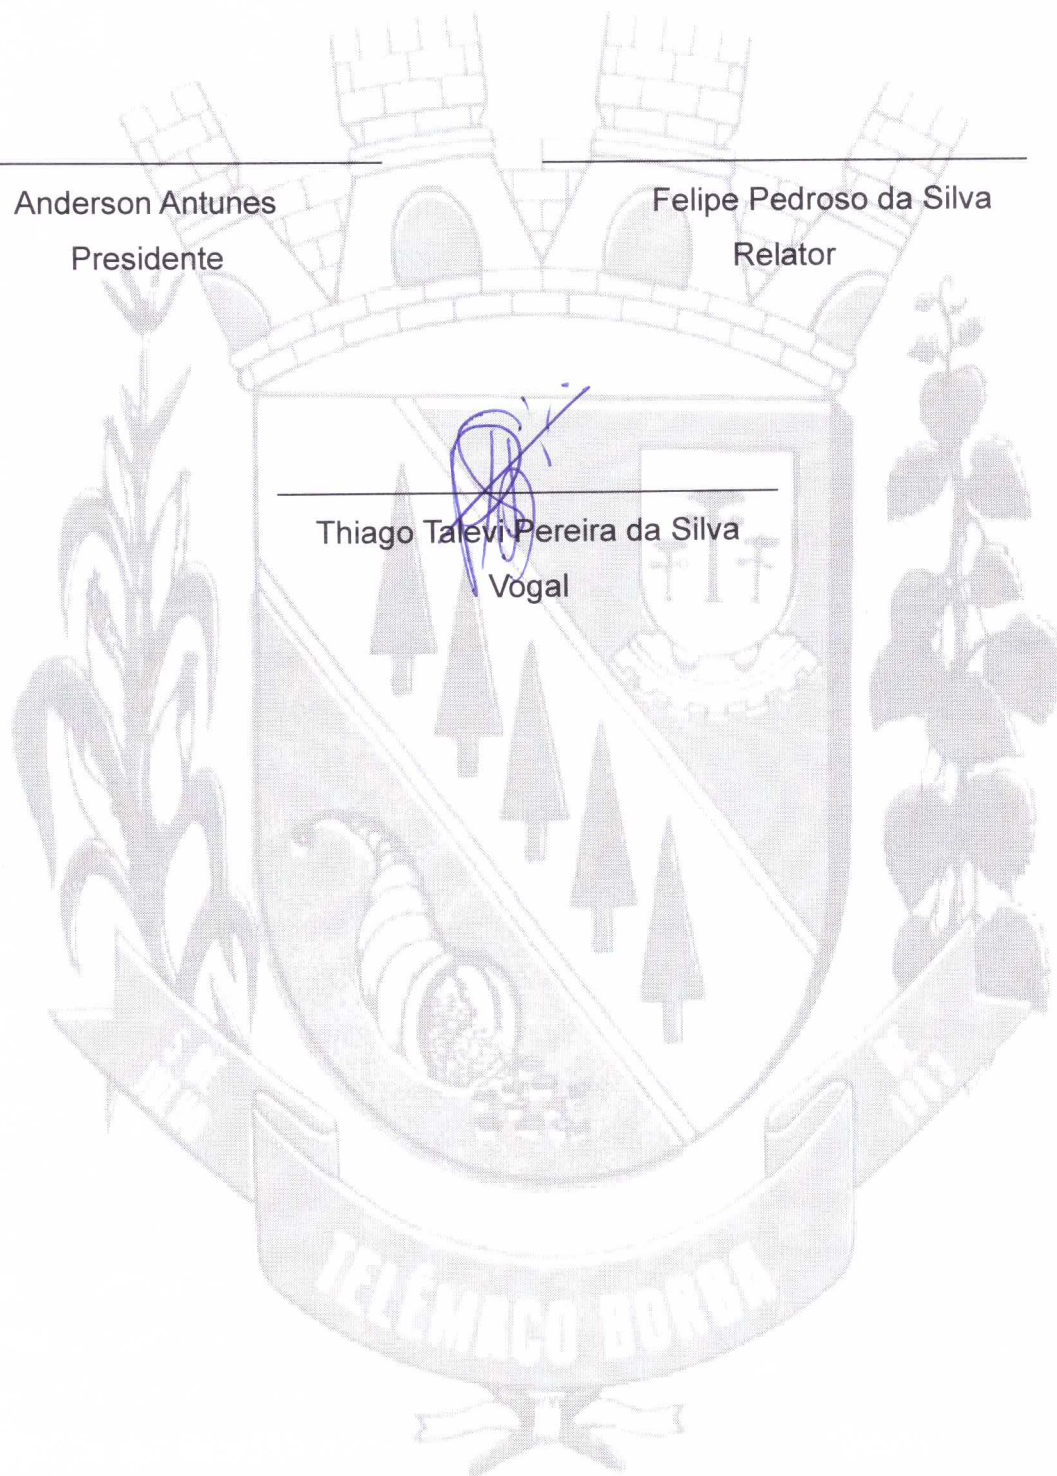 Anderson Antunes
Presidente
Felipe Pedroso da Silva
Relator
Thiago Talevi Pereira da Silva
Vogal
TELÊMACO BORBA